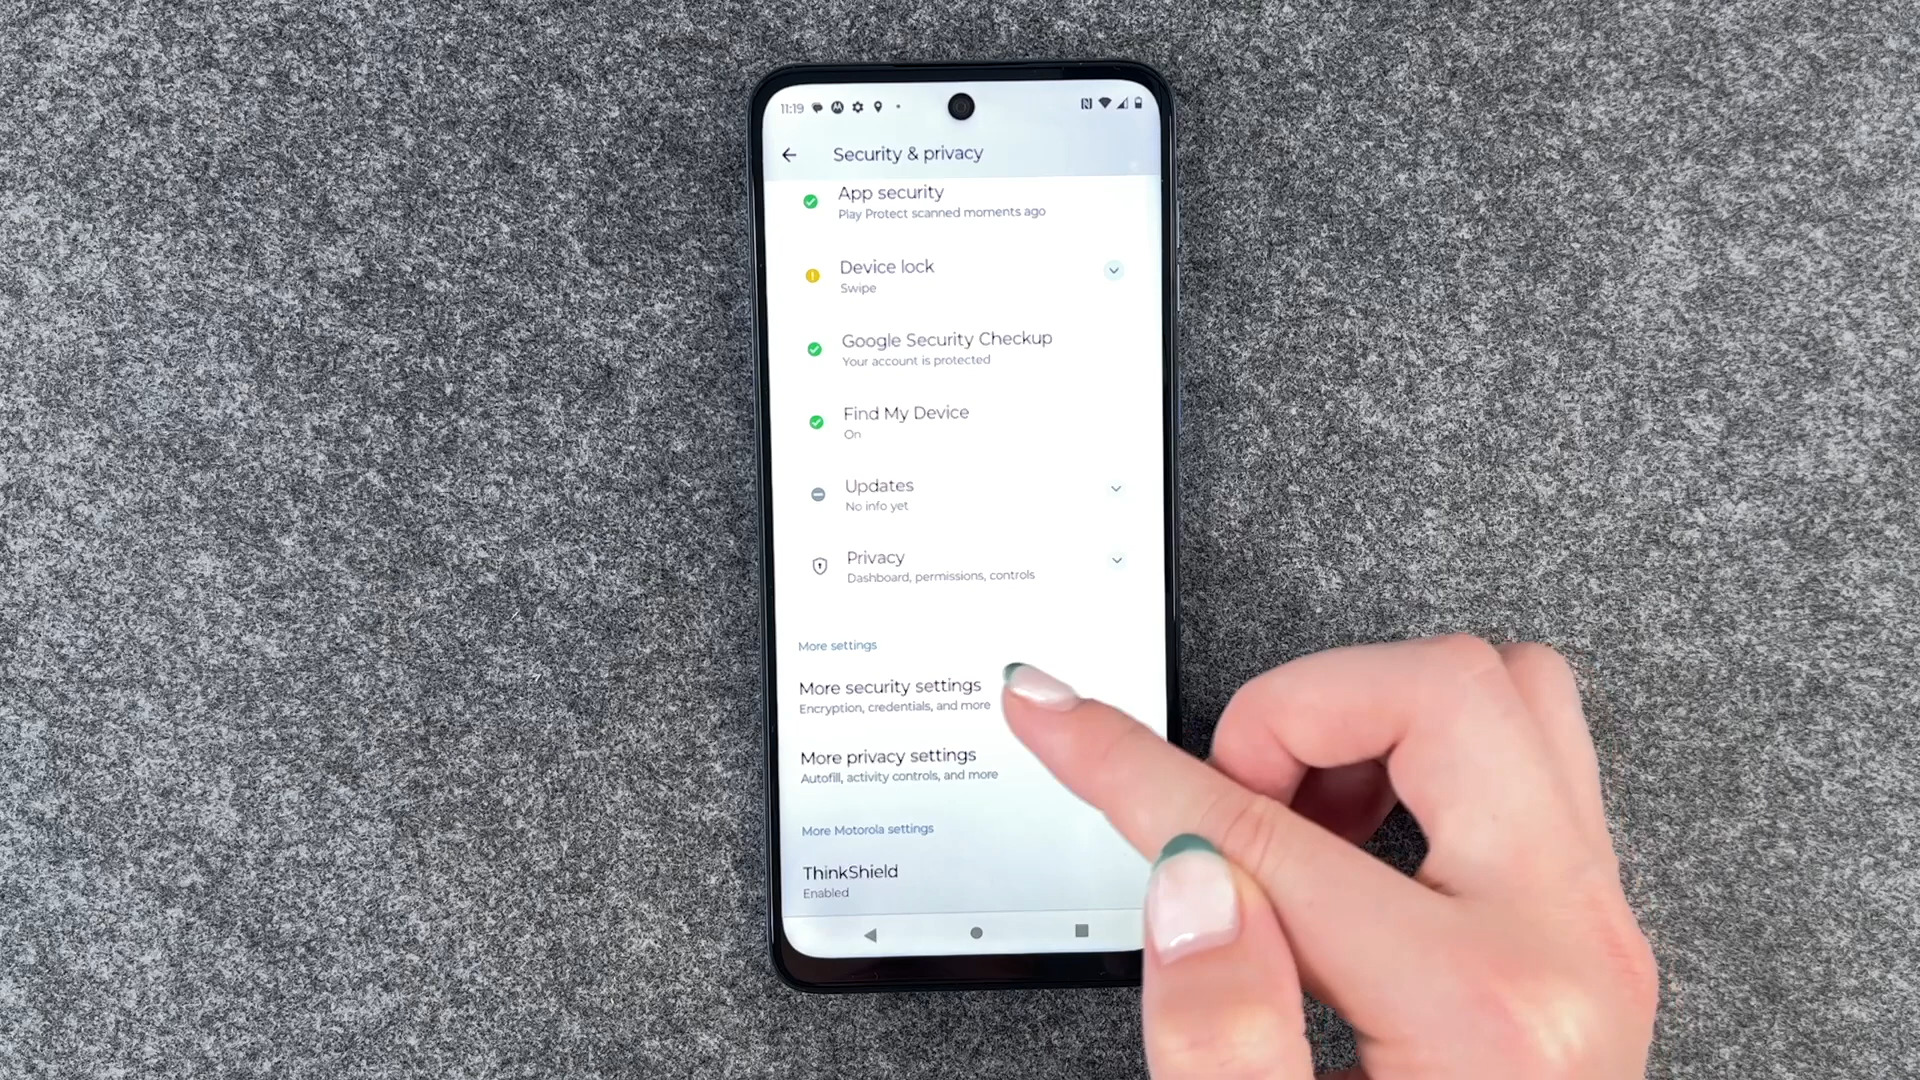 11:19
Security & privacy
App security
Play Protect scanned moments ago
Device lock
Swipe
Google Security Checkup
Your account is protected
Find My Device
On
Updates
No info yet
Privacy
Dashboard, permissions, controls
More settings
More security settings
Encryption, credentials, and more
More privacy settings
Autofill, activity controls, and more
More Motorola settings
ThinkShield
Enabled